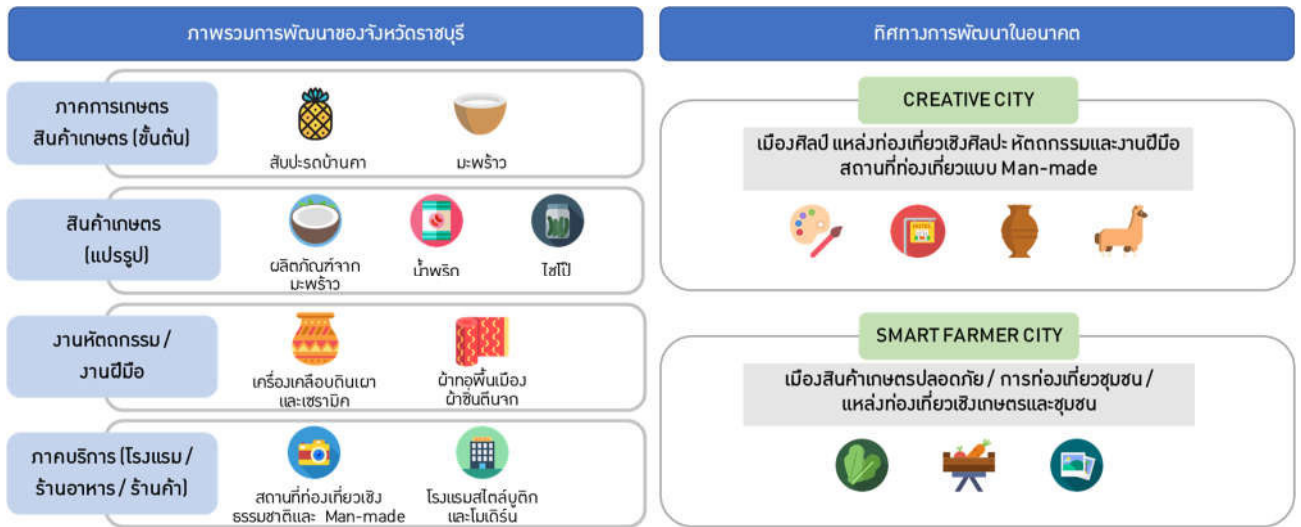 ภาพรวมการพัฒนาของจังหวัดราชบุรี
ภาคการเกษตร
สินค้าเกษตร (ขั้นต้น)
สับปะรดบ้านคา
มะพร้าว
สินค้าเกษตร
(แปรรูป)
ผลิตภัณฑ์จาก
มะพร้าว
น้ำพริก
ไชโป๊
งานหัตถกรรม /
งานฝีมือ
เครื่องเคลือบดินเผา
และเซรามิค
ผ้าทอพื้นเมือง
ผ้าซิ่นตีนจก
ภาคบริการ (โรงแรม /
ร้านอาหาร / ร้านค้า)
สถานที่ท่องเที่ยวเชิง
ธรรมชาติและ Man-made
โรงแรมสไตล์บูติก
และโมเดิร์น
ทิศทางการพัฒนาในอนาคต
CREATIVE CITY
เมืองศิลป์ แหล่งท่องเที่ยวเชิงศิลปะ หัตถกรรมและงานฝีมือ
สถานที่ท่องเที่ยวแบบ Man-made
SMART FARMER CITY
เมืองสินค้าเกษตรปลอดภัย / การท่องเที่ยวชุมชน /
แหล่งท่องเที่ยวเชิงเกษตรและชุมชน